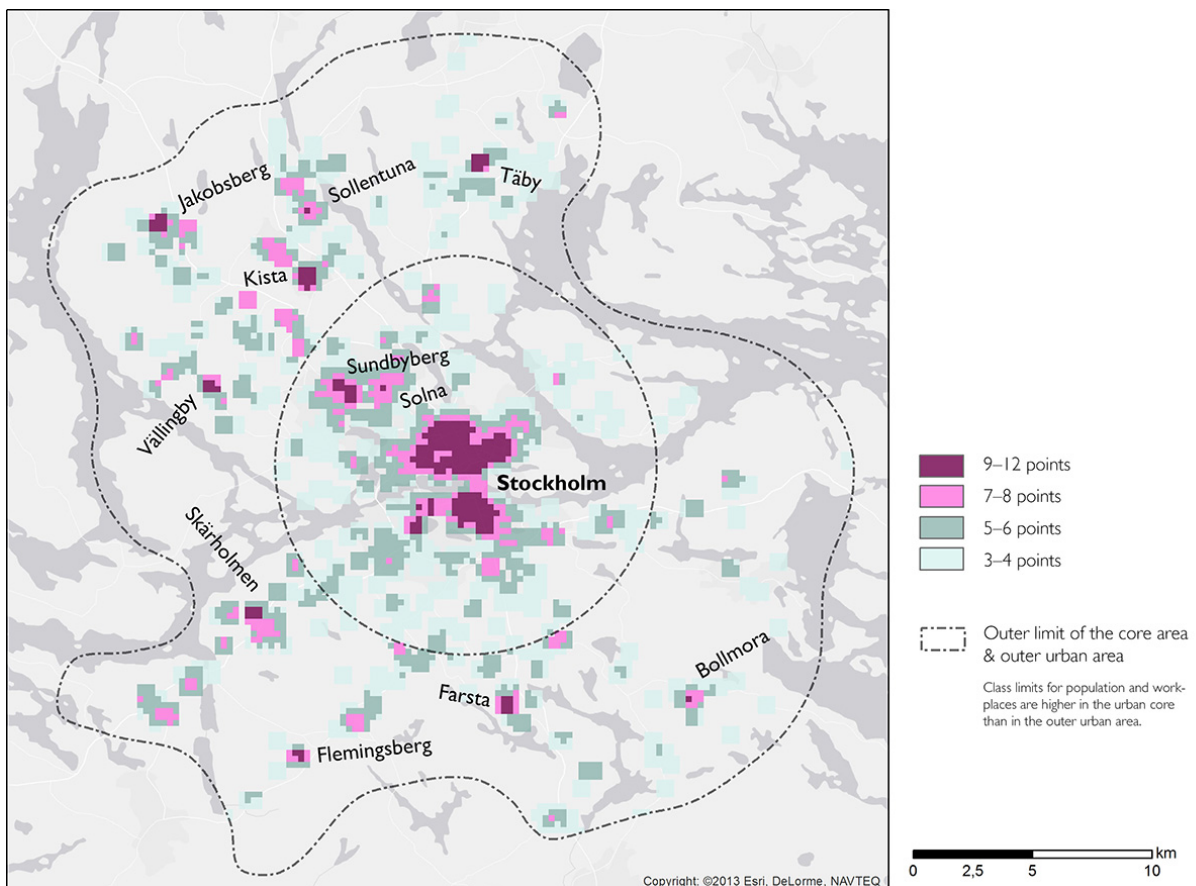 Jakobsberg
Sollentuna
Täby
Kista
Sundbyberg
Solna
Vällingby
Stockholm
Skärholmen
Bollmora
Farsta
Flemingsberg
Copyright: ©2013 Esri, DeLorme, NAVTEQ
9–12 points
7–8 points
5–6 points
3–4 points
Outer limit of the core area
& outer urban area
Class limits for population and work-
places are higher in the urban core
than in the outer urban area.
km
0 2,5 5 10